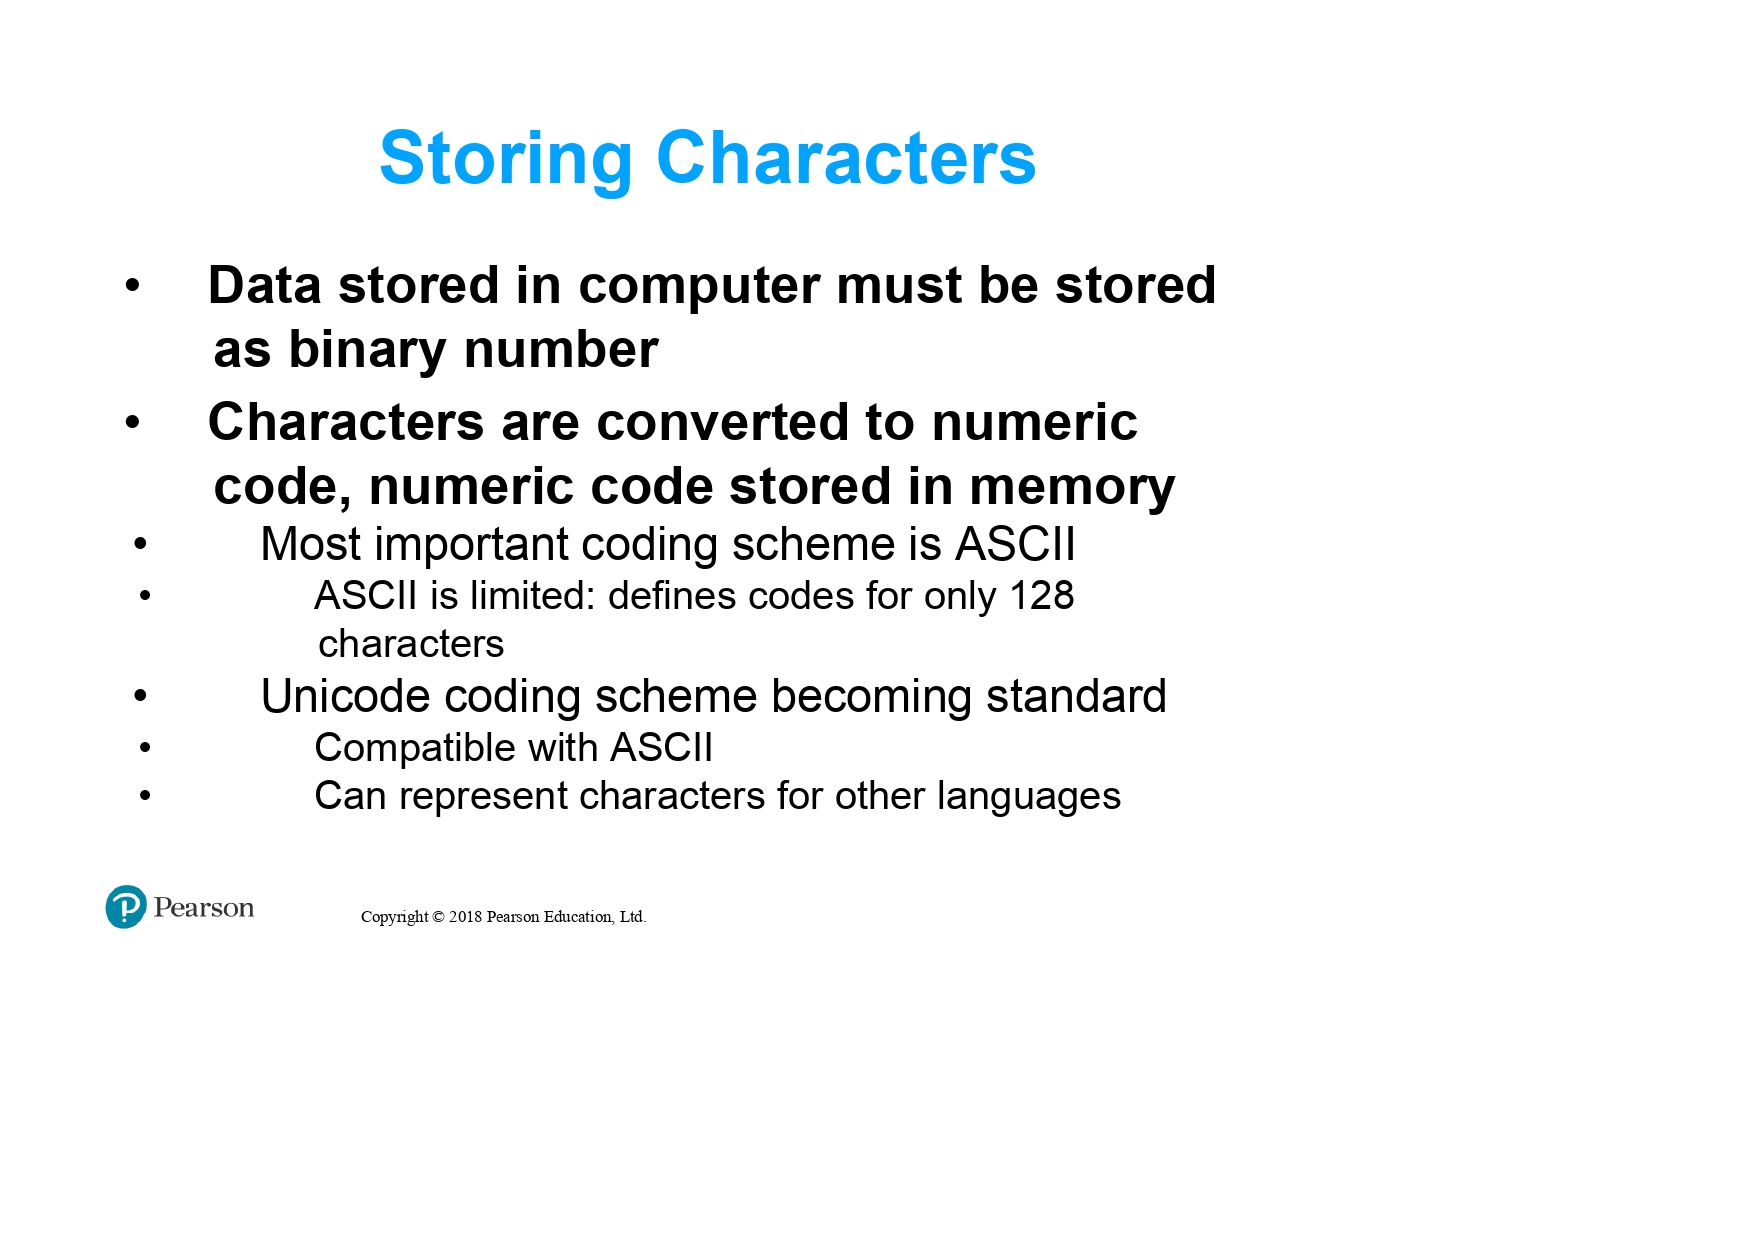 Storing Characters
• Data stored in computer must be stored
as binary number
• Characters are converted to numeric
code, numeric code stored in memory
• Most important coding scheme is ASCII
• ASCII is limited: defines codes for only 128
characters
• Unicode coding scheme becoming standard
• Compatible with ASCII
• Can represent characters for other languages
Pearson
Copyright © 2018 Pearson Education, Ltd.